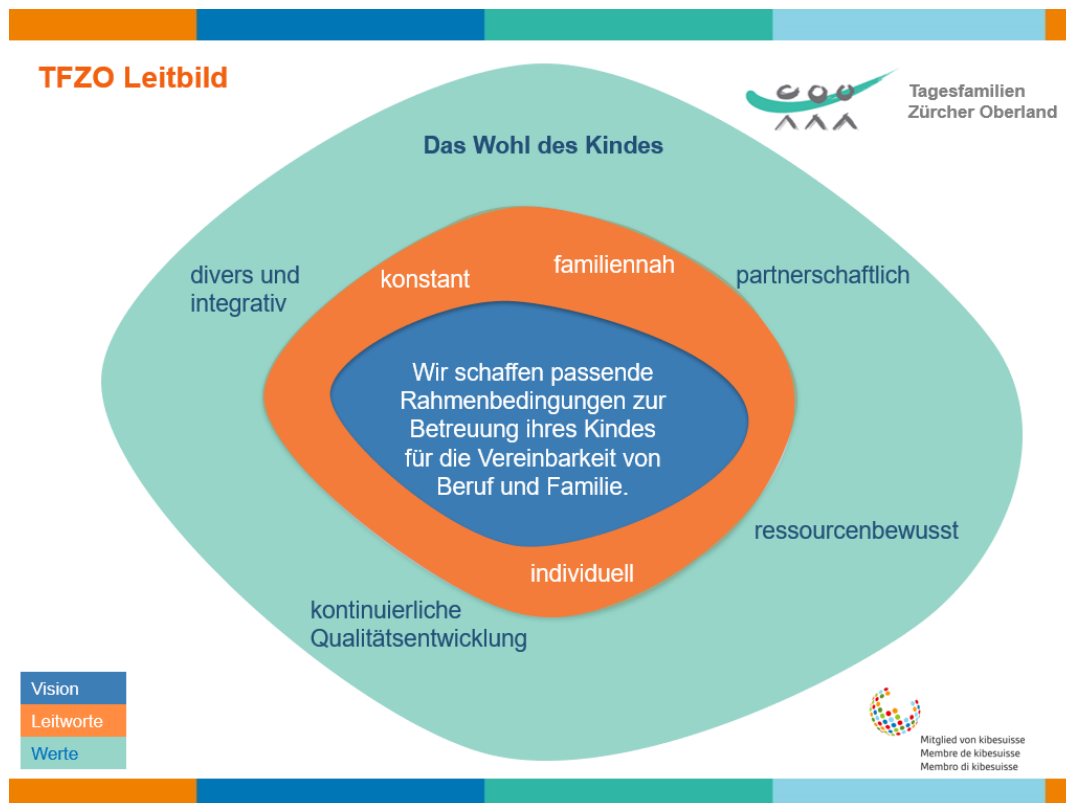 TFZO Leitbild
Tagesfamilien
Zürcher Oberland
Das Wohl des Kindes
divers und
integrativ
konstant
familiennah
partnerschaftlich
Wir schaffen passende
Rahmenbedingungen zur
Betreuung ihres Kindes
für die Vereinbarkeit von
Beruf und Familie.
ressourcenbewusst
individuell
kontinuierliche
Qualitätsentwicklung
Vision
Leitworte
Werte
Mitglied von kibesuisse
Membre de kibesuisse
Membro di kibesuisse